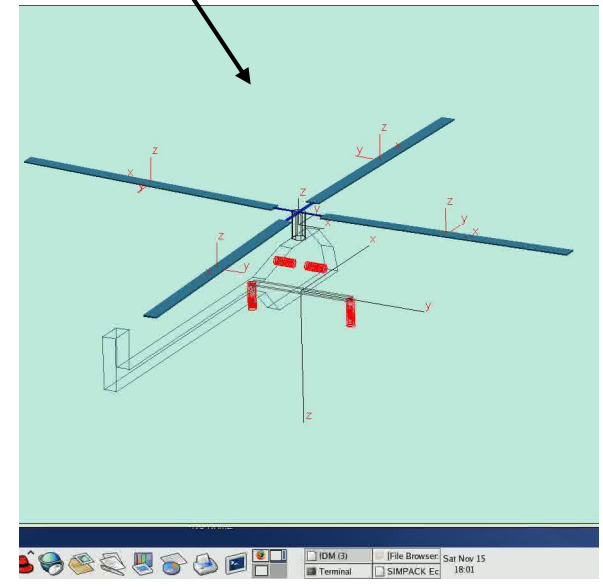 z
y
x
z
x
y
z
z
y
x
y
x
z
x
y
y
z
IDM (3)
[File Browser:
Sat Nov 15
Terminal
SIMPACK Ec
18:01